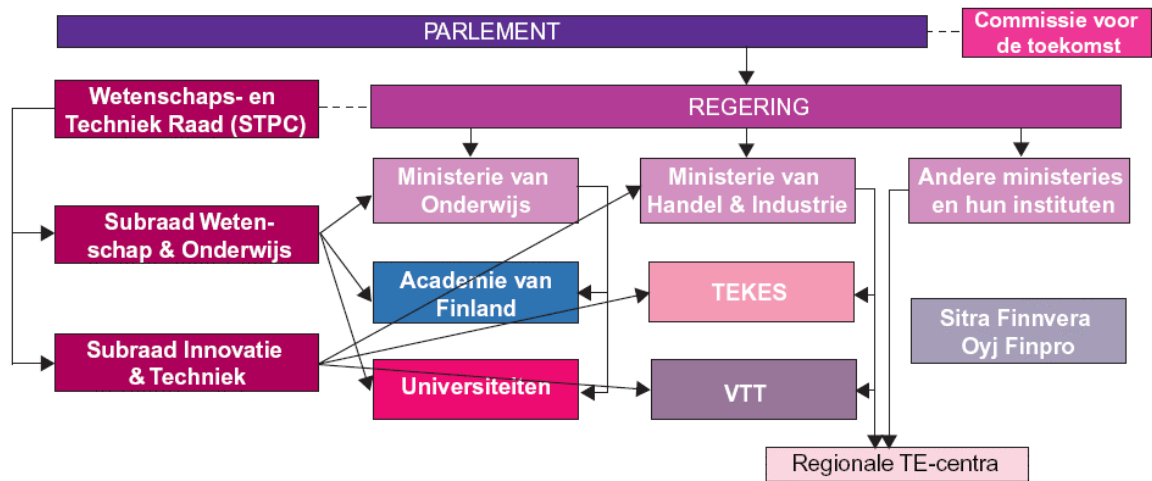 PARLEMENT
Commissie voor
de toekomst
Wetenschaps- en
Techniek Raad (STPC)
REGERING
Ministerie van
Onderwijs
Ministerie van
Handel & Industrie
Andere ministeries
en hun instituten
Subraad Weten-
schap & Onderwijs
Academie van
Finland
TEKES
Sitra Finnvera
Oyj Finpro
Subraad Innovatie
& Techniek
Universiteiten
VTT
Regionale TE-centra